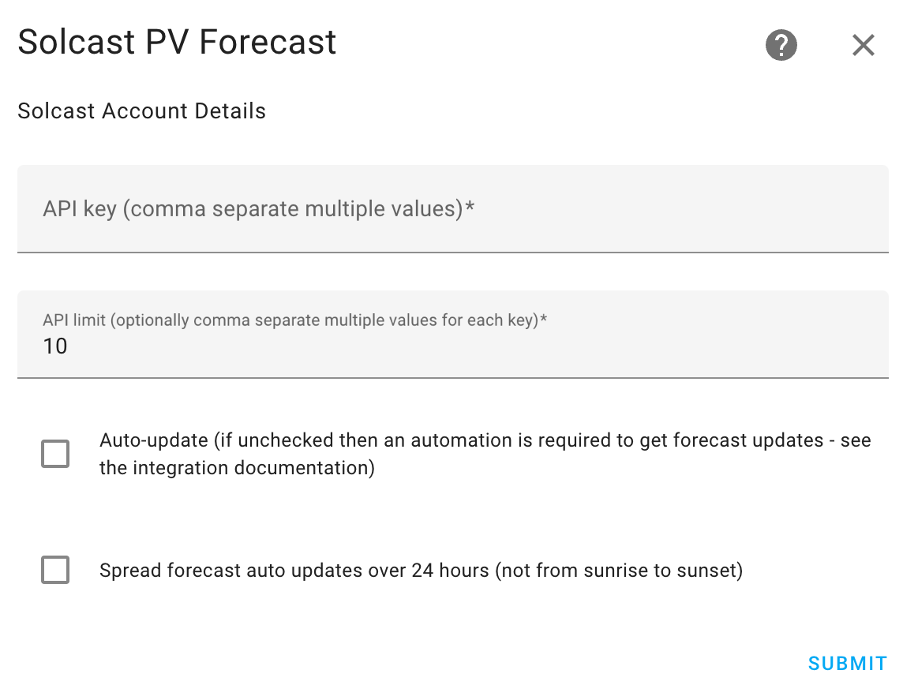 Solcast PV Forecast
?
Solcast Account Details
API key (comma separate multiple values)*
API limit (optionally comma separate multiple values for each key)*
10
Auto-update (if unchecked then an automation is required to get forecast updates - see
the integration documentation)
Spread forecast auto updates over 24 hours (not from sunrise to sunset)
SUBMIT